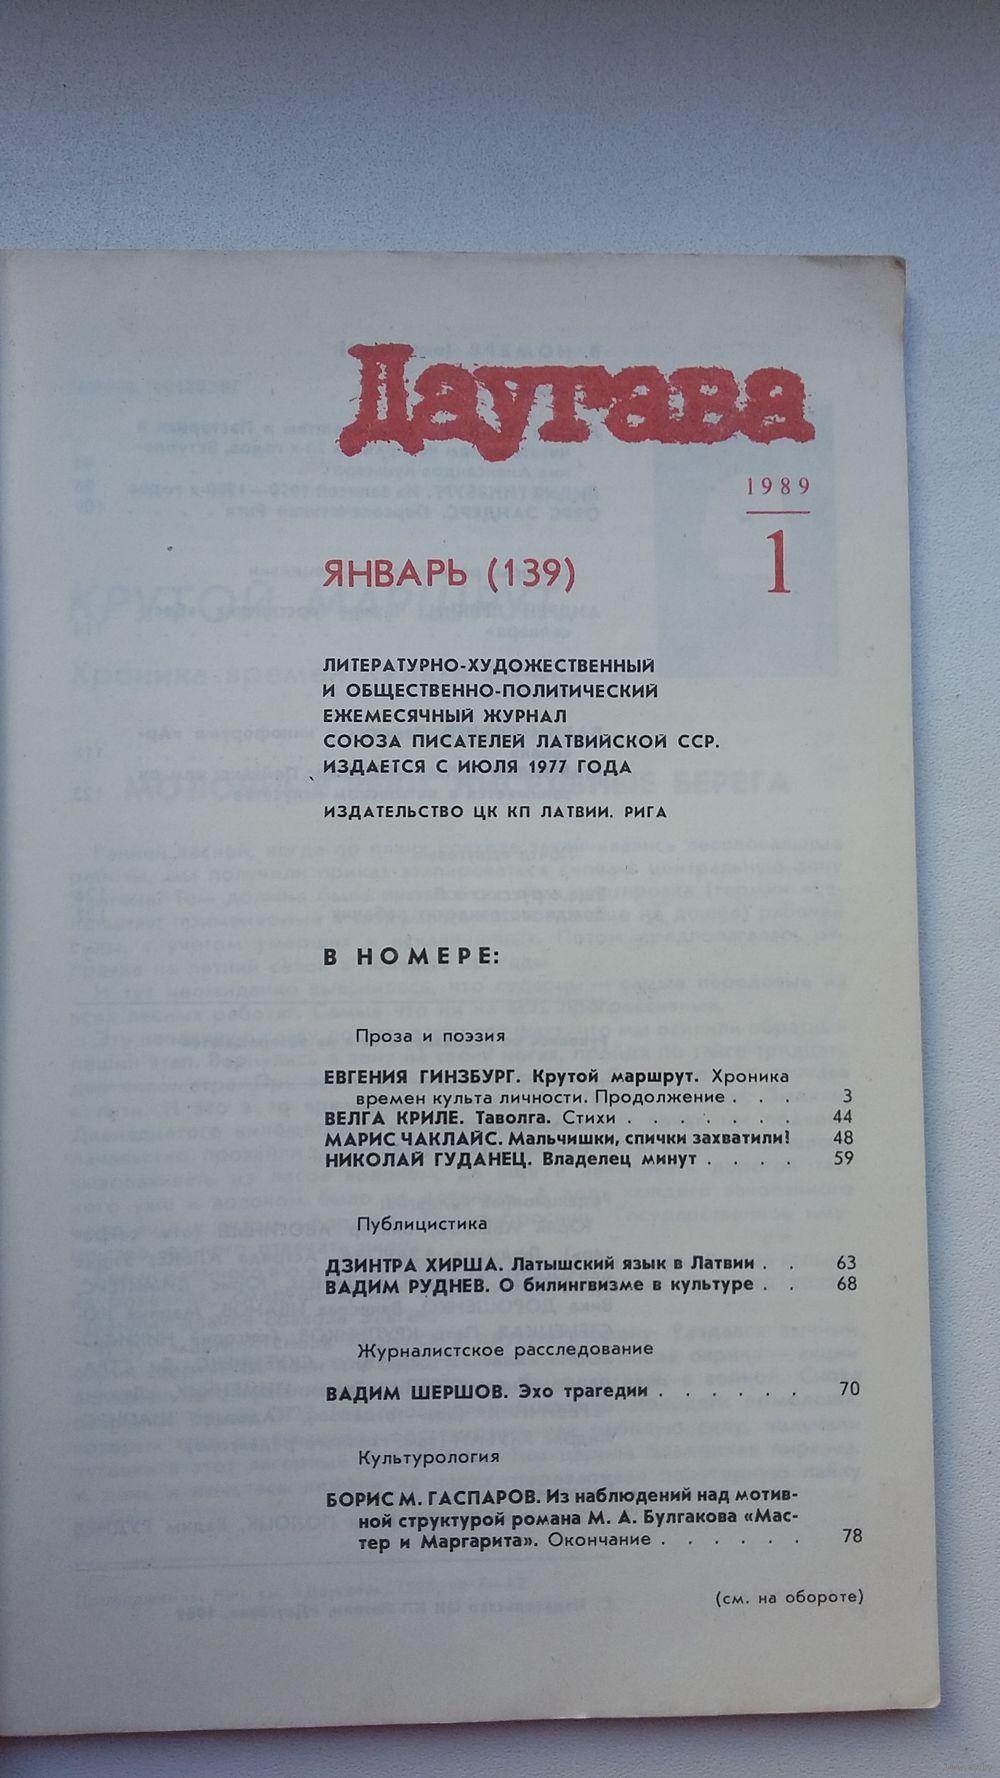 Даугава
1989
1
ЯНВАРЬ (139)
ЛИТЕРАТУРНО-ХУДОЖЕСТВЕННЫЙ
И ОБЩЕСТВЕННО-ПОЛИТИЧЕСКИЙ
ЕЖЕМЕСЯЧНЫЙ ЖУРНАЛ
СОЮЗА ПИСАТЕЛЕЙ ЛАТВИЙСКОЙ ССР.
ИЗДАЕТСЯ С ИЮЛЯ 1977 ГОДА
ИЗДАТЕЛЬСТВО ЦК КП ЛАТВИИ. РИГА
В НОМЕРЕ:
Проза и поэзия
ЕВГЕНИЯ ГИНЗБУРГ. Крутой маршрут. Хроника
времен культа личности. Продолжение . . . 3
ВЕЛГА КРИЛЕ. Таволга. Стихи . . . . . . . 44
МАРИС ЧАКЛАЙС. Мальчишки, спички захватили! 48
НИКОЛАЙ ГУДАНЕЦ. Владелец минут . . . . 59
Публицистика
ДЗИНТРА ХИРША. Латышский язык в Латвии . . 63
ВАДИМ РУДНЕВ. О билингвизме в культуре . . 68
Журналистское расследование
ВАДИМ ШЕРШОВ. Эхо трагедии . . . . . . 70
Культурология
БОРИС М. ГАСПАРОВ. Из наблюдений над мотив-
ной структурой романа М. А. Булгакова «Мас-
тер и Маргарита». Окончание . . . . . . 78
(см. на обороте)